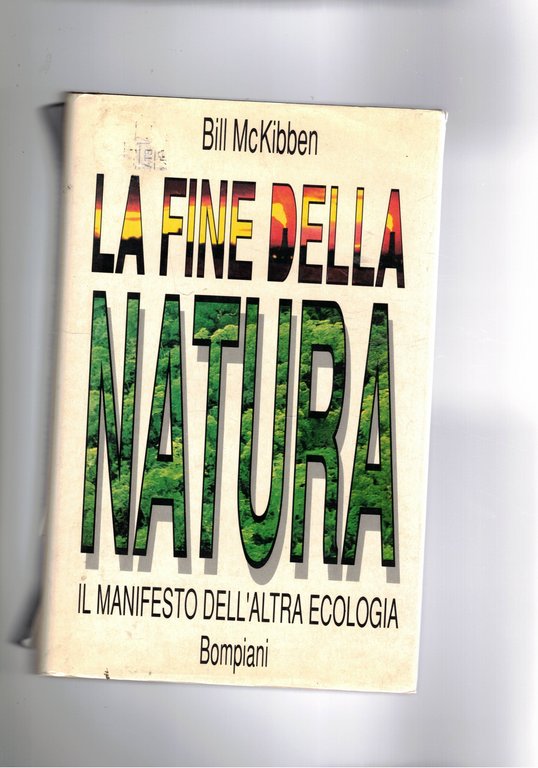 Bill McKibben
LA FINE DELLA
NATURA
IL MANIFESTO DELL'ALTRA ECOLOGIA
Bompiani